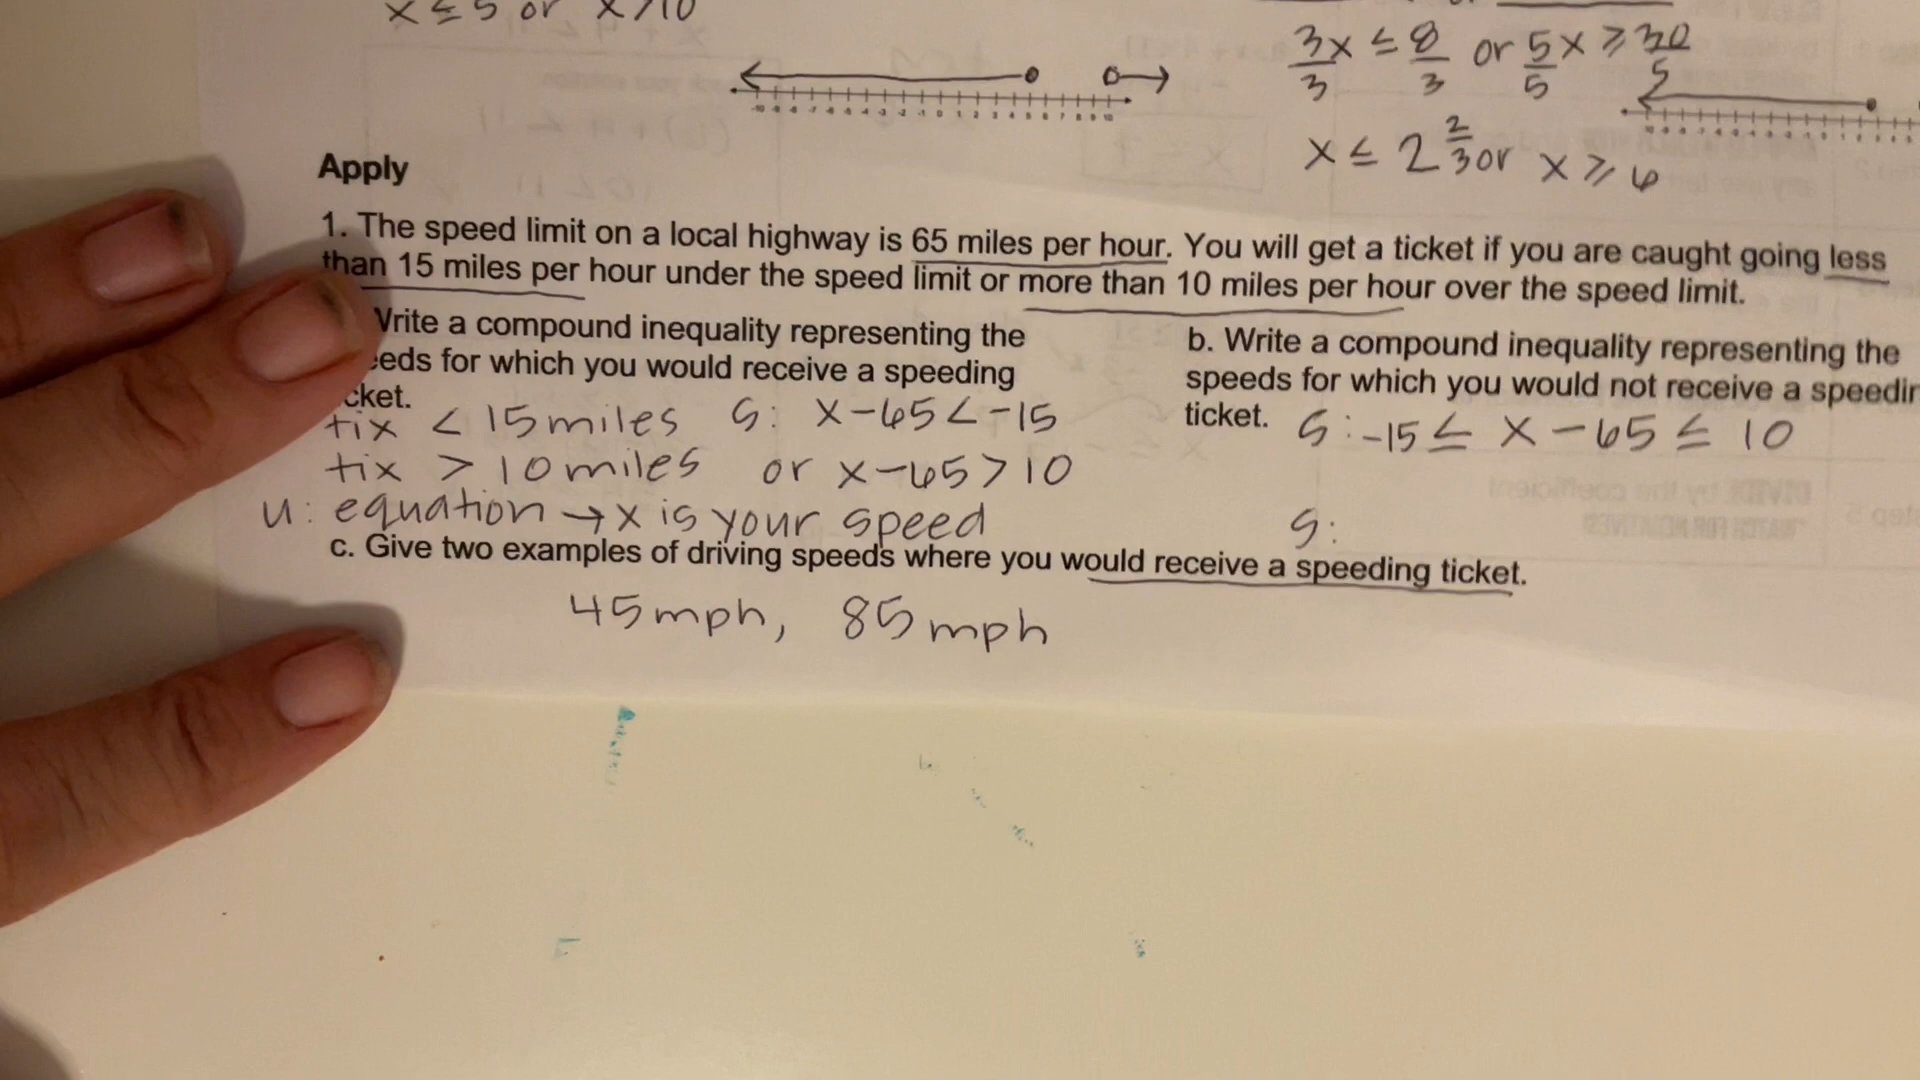 x ≤ 5 or x > 10
3x ≤ 8 or 5x ≥ 30
3 3 5 5
x ≤ 2 2/3 or x ≥ 6
Apply
1. The speed limit on a local highway is 65 miles per hour. You will get a ticket if you are caught going less
than 15 miles per hour under the speed limit or more than 10 miles per hour over the speed limit.
Write a compound inequality representing the
eeds for which you would receive a speeding
cket.
tix < 15 miles S: x-65 < -15
tix > 10 miles or x-65 > 10
U: equation → x is your speed
b. Write a compound inequality representing the
speeds for which you would not receive a speedin
ticket. S: -15 ≤ x - 65 ≤ 10
S:
c. Give two examples of driving speeds where you would receive a speeding ticket.
45 mph, 85 mph